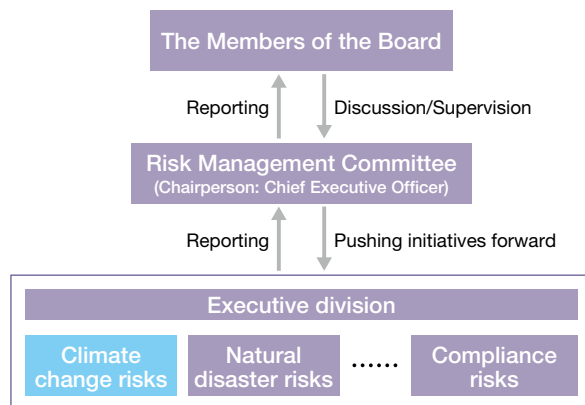 The Members of the Board
Reporting
Discussion/Supervision
Risk Management Committee
(Chairperson: Chief Executive Officer)
Reporting
Pushing initiatives forward
Executive division
Climate
change risks
Natural
disaster risks
……
Compliance
risks